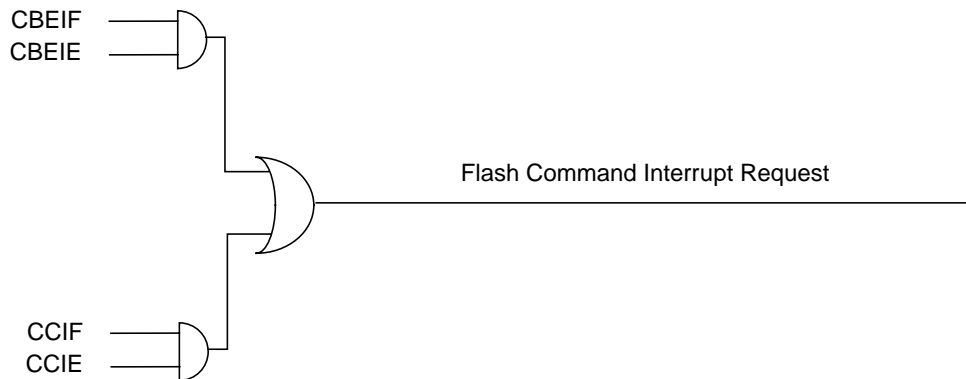 CBEIF
CBEIE
Flash Command Interrupt Request
CCIF
CCIE